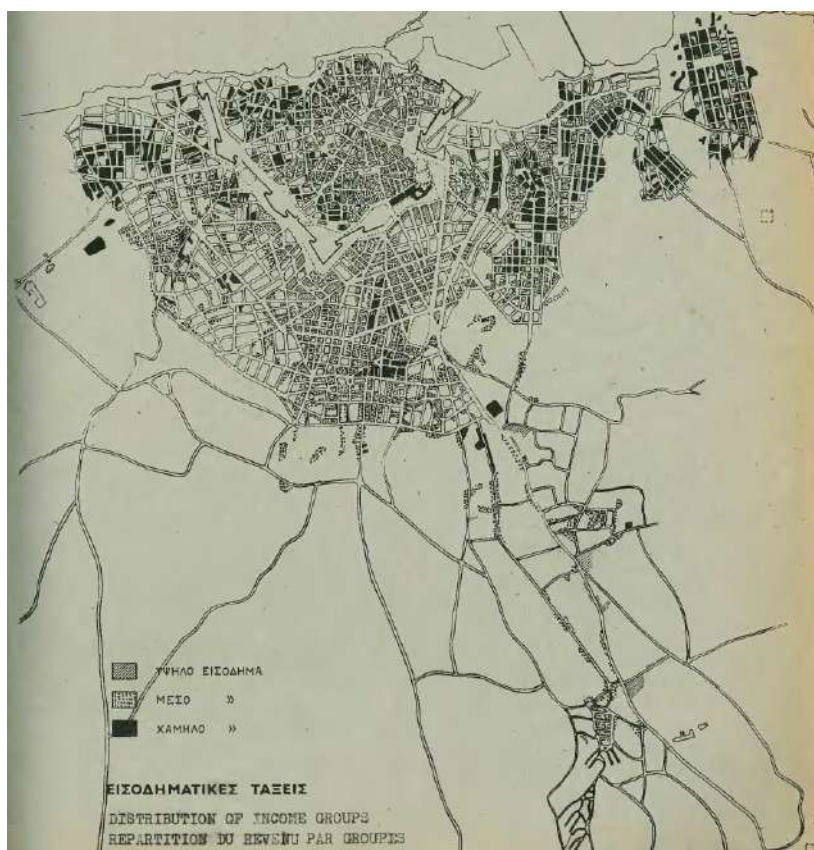 ΥΨΗΛΟ ΕΙΣΟΔΗΜΑ
ΜΕΣΟ »
ΧΑΜΗΛΟ »
ΕΙΣΟΔΗΜΑΤΙΚΕΣ ΤΑΞΕΙΣ
DISTRIBUTION OF INCOME GROUPS
REPARTITION DU REVENU PAR GROUPES